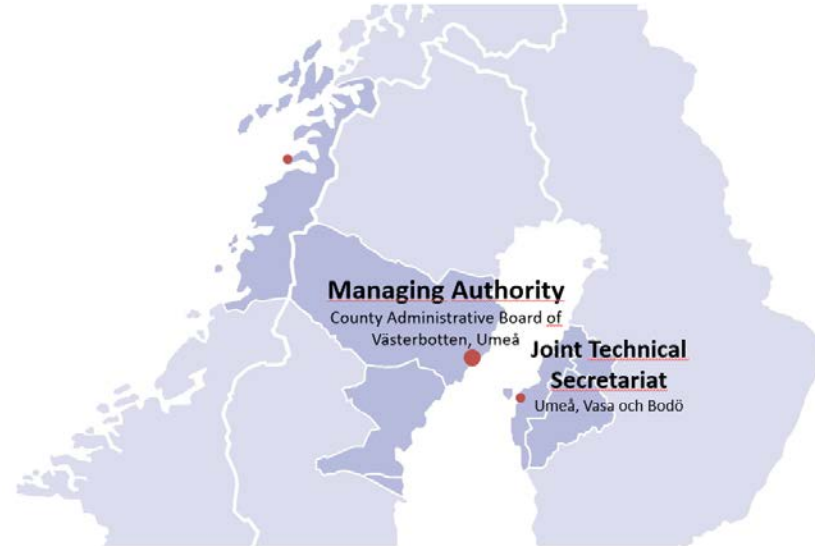 Managing Authority
County Administrative Board of
Västerbotten, Umeå
Joint Technical
Secretariat
Umeå, Vasa och Bodö